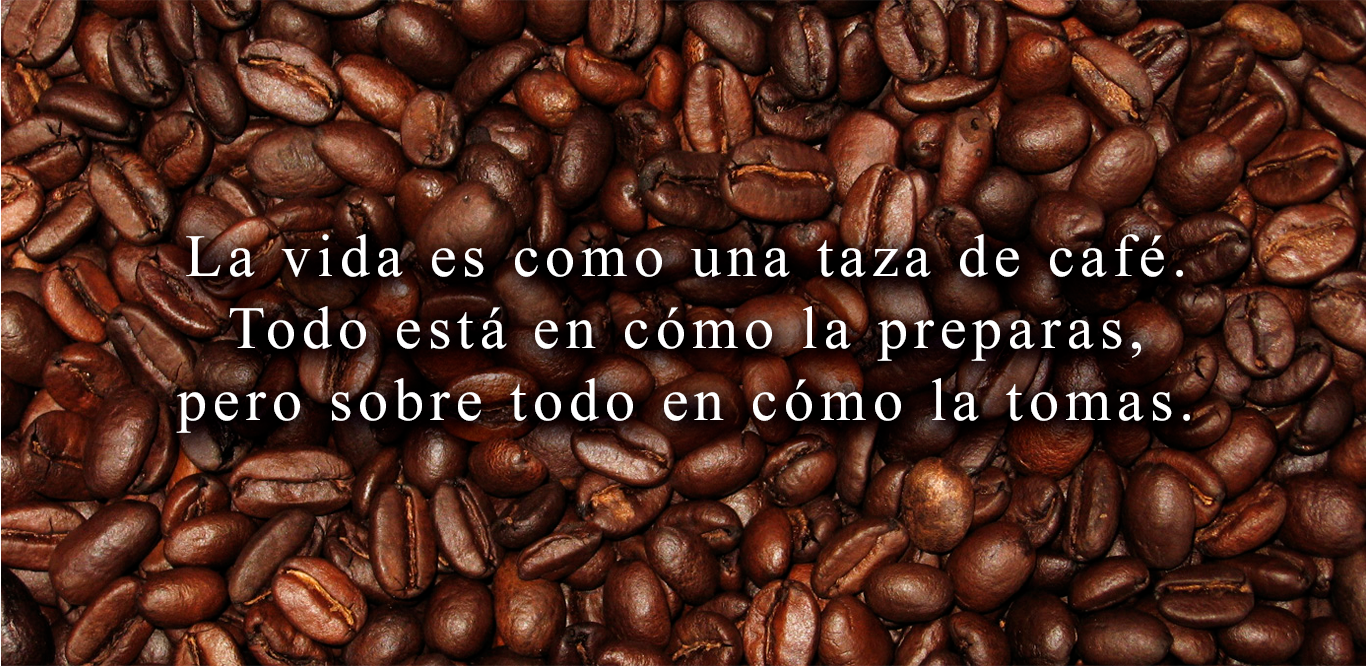 La vida es como una taza de café.
Todo está en cómo la preparas,
pero sobre todo en cómo la tomas.